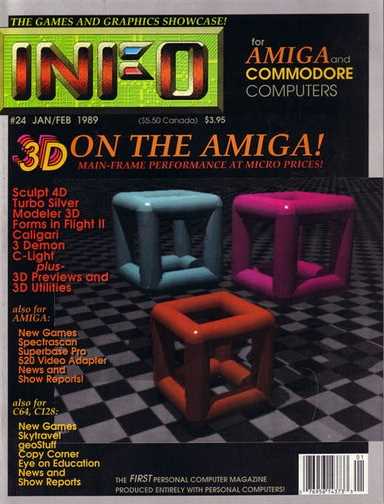 THE GAMES AND GRAPHICS SHOWCASE!
INFO
for
AMIGA and
COMMODORE
COMPUTERS
#24 JAN/FEB 1989 ($5.50 Canada) $3.95
3D ON THE AMIGA!
MAIN-FRAME PERFORMANCE AT MICRO PRICES!
Sculpt 4D
Turbo Silver
Modeler 3D
Forms in Flight II
Caligari
3 Demon
C-Light
-plus-
3D Previews and
3D Utilities
also for
AMIGA:
New Games
Spectrascan
Superbase Pro
520 Video Adapter
News and
Show Reports!
also for
C64, C128:
New Games
Skytravel
geoStuff
Copy Corner
Eye on Education
News and
Show Reports
THE FIRST PERSONAL COMPUTER MAGAZINE
PRODUCED ENTIRELY WITH PERSONAL COMPUTERS!
01